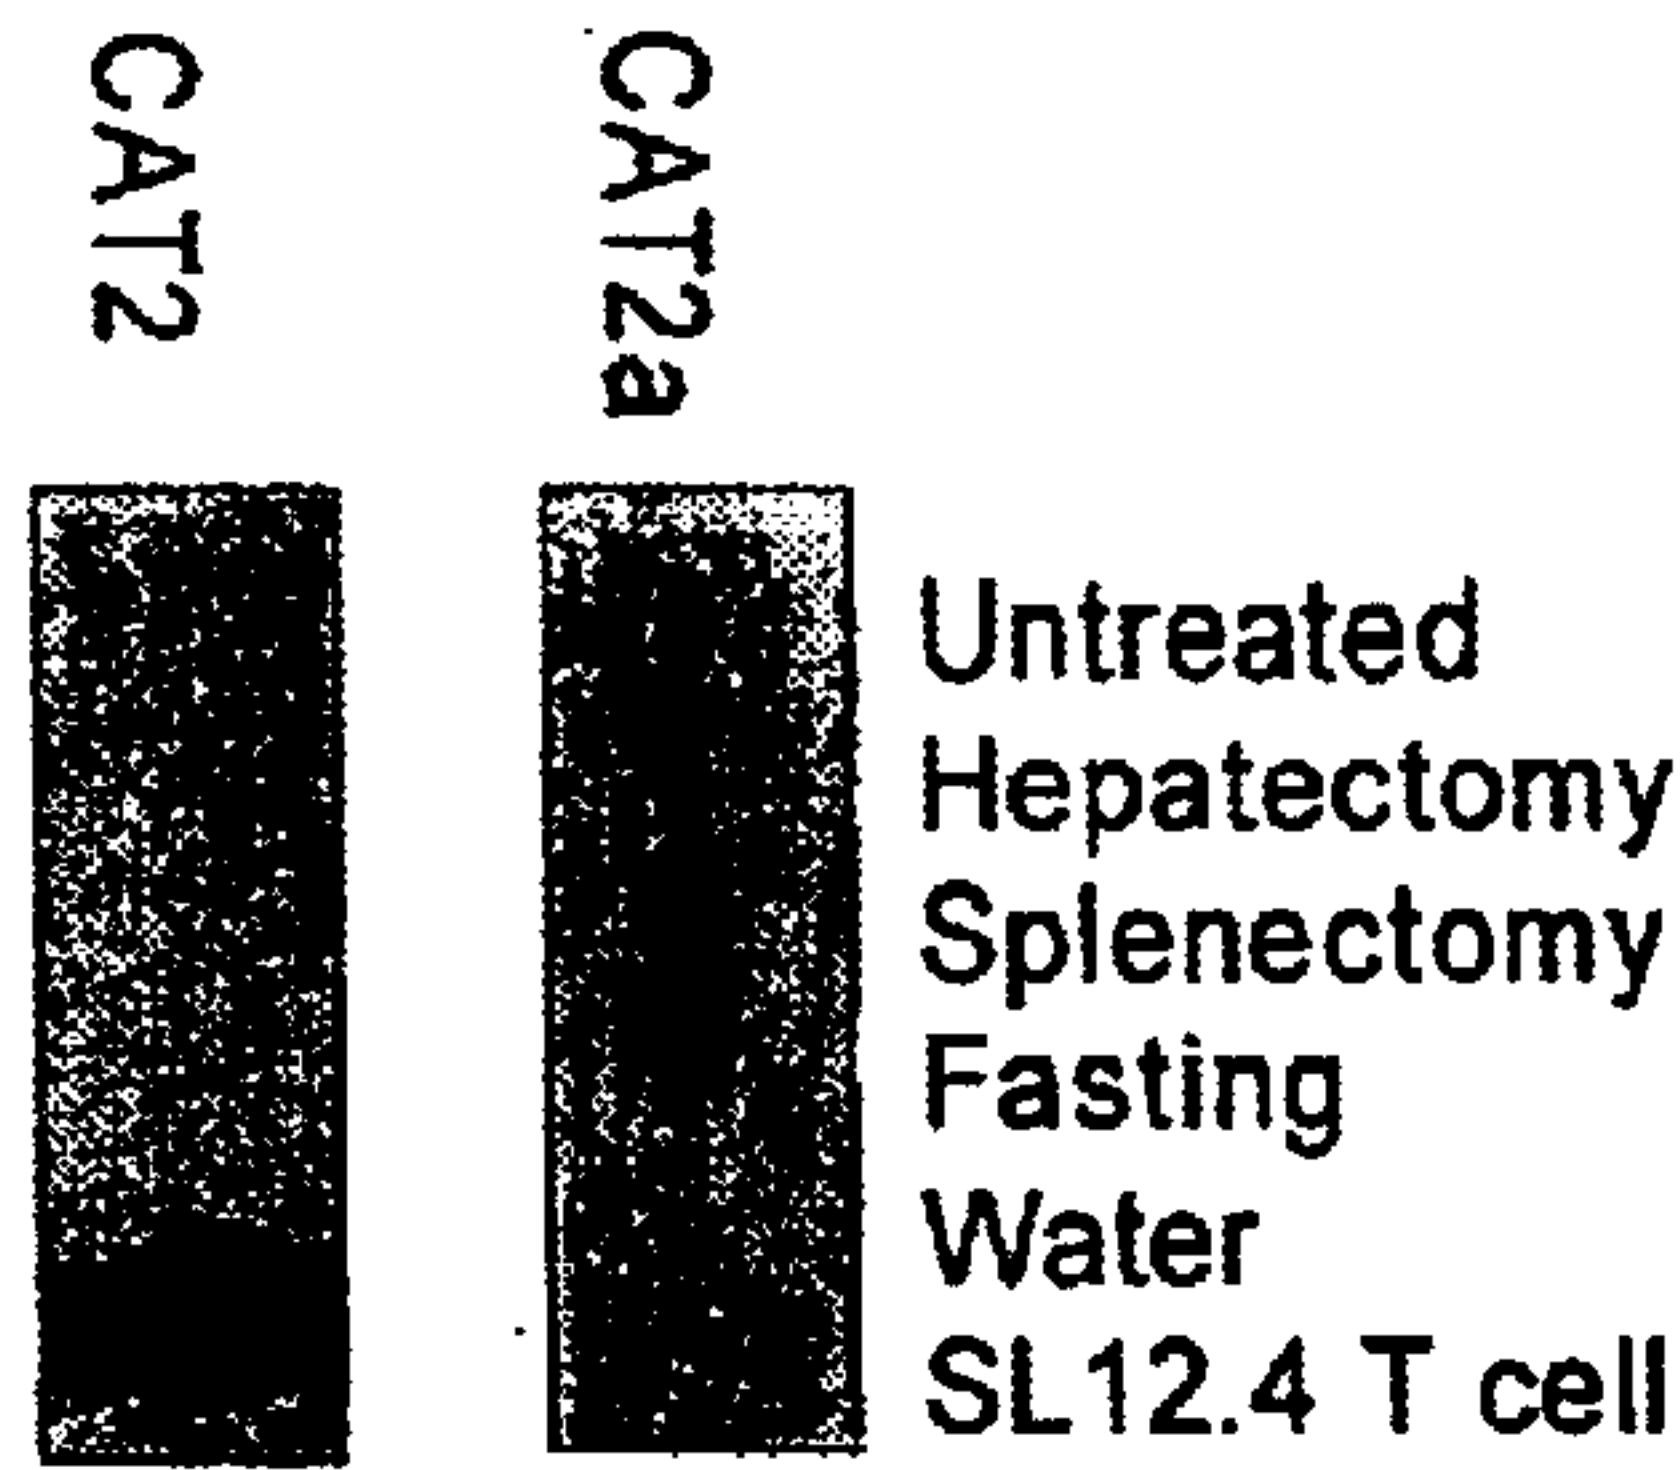 CAT2
CAT2a
Untreated
Hepatectomy
Splenectomy
Fasting
Water
SL12.4 T cell